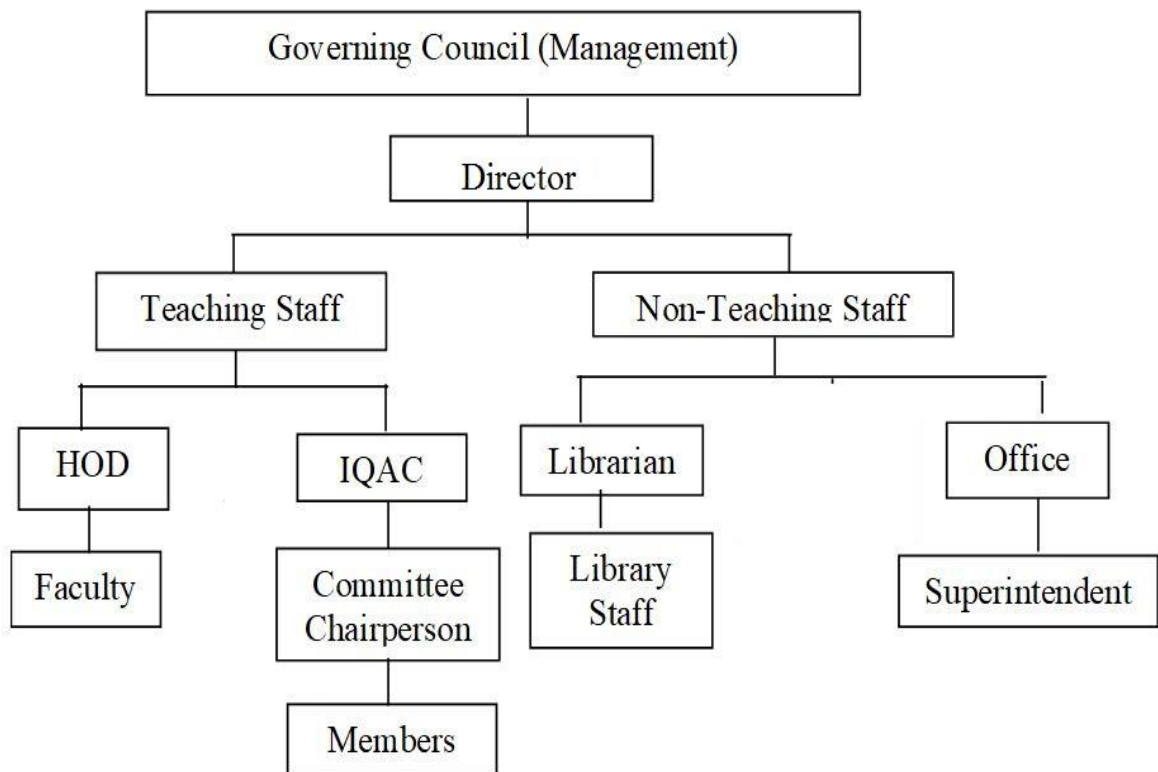 Governing Council (Management)
Director
Teaching Staff
Non-Teaching Staff
HOD
IQAC
Librarian
Office
Faculty
Committee
Chairperson
Library
Staff
Superintendent
Members